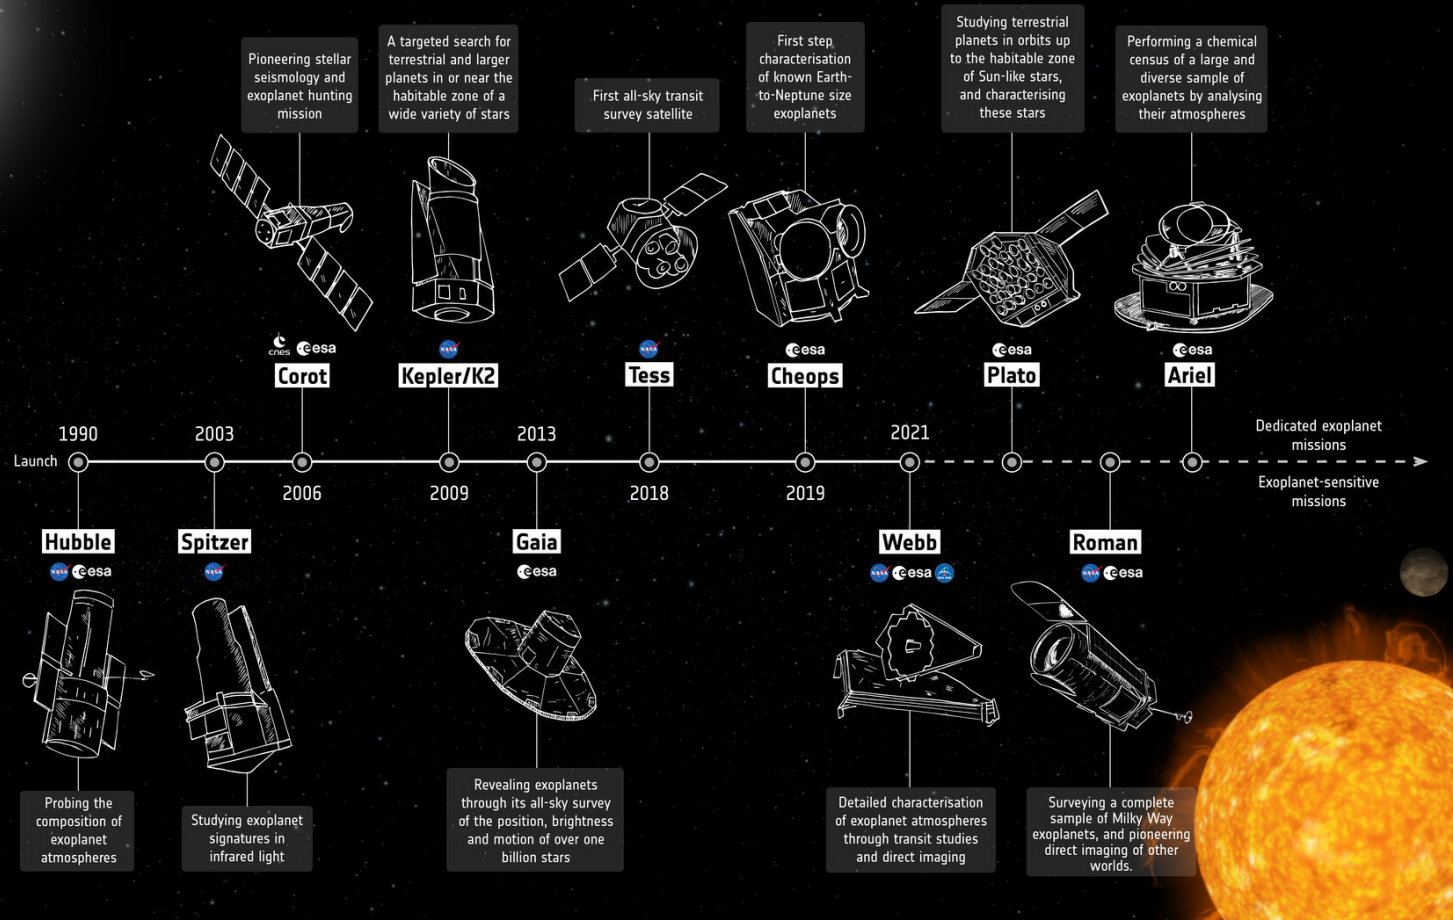 Pioneering stellar
seismology and
exoplanet hunting
mission
A targeted search for
terrestrial and larger
planets in or near the
habitable zone of a
wide variety of stars
First all-sky transit
survey satellite
First step
characterisation
of known Earth-
to-Neptune size
exoplanets
Studying terrestrial
planets in orbits up
to the habitable zone
of Sun-like stars,
and characterising
these stars
Performing a chemical
census of a large and
diverse sample of
exoplanets by analysing
their atmospheres
cnes esa
NASA
NASA
esa
esa
esa
Corot
Kepler/K2
Tess
Cheops
Plato
Ariel
1990
2003
2013
2021
Dedicated exoplanet
missions
Launch
2006
2009
2018
2019
Exoplanet-sensitive
missions
Hubble
Spitzer
Gaia
Webb
Roman
NASA esa
NASA
esa
NASA esa
NASA esa
Probing the
composition of
exoplanet
atmospheres
Studying exoplanet
signatures in
infrared light
Revealing exoplanets
through its all-sky survey
of the position, brightness
and motion of over one
billion stars
Detailed characterisation
of exoplanet atmospheres
through transit studies
and direct imaging
Surveying a complete
sample of Milky Way
exoplanets, and pioneering
direct imaging of other
worlds.